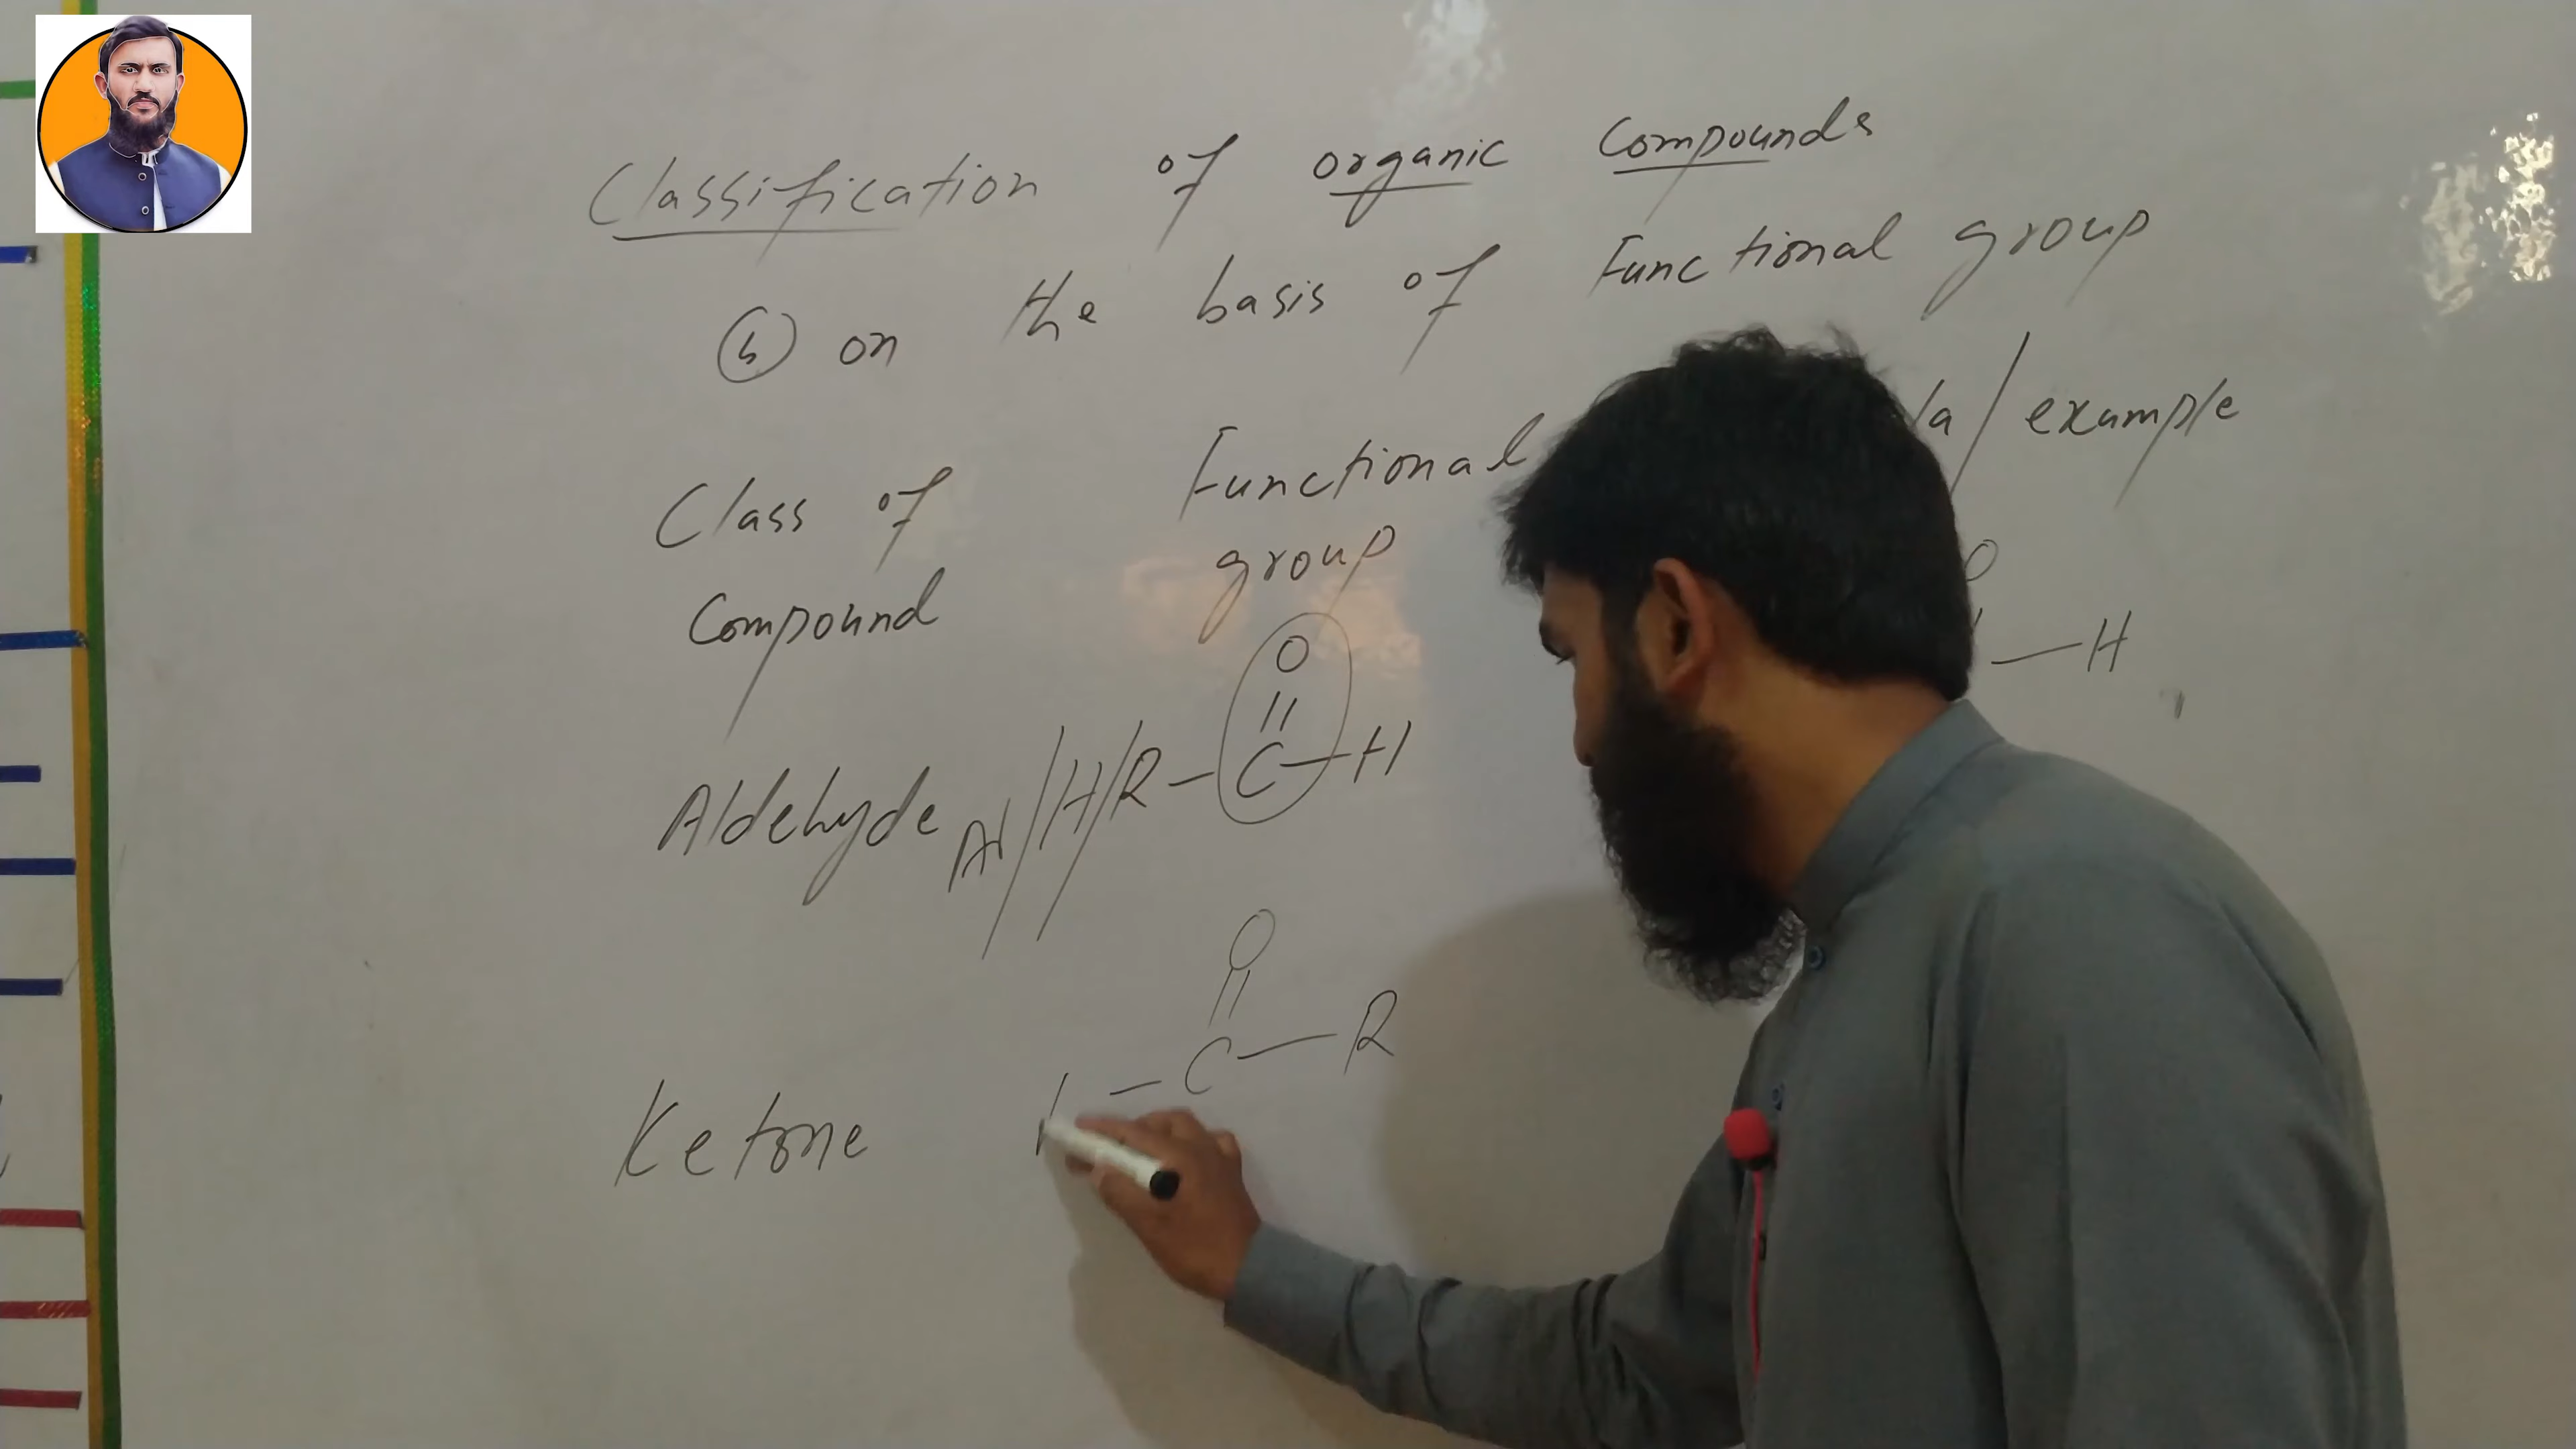 Classification of organic Compounds
(b) on the basis of Functional group
Class of Compound
Functional group
/ example
O
||
Aldehyde Ar/H/R-C-H
O
-H
O
||
Ketone -C-R